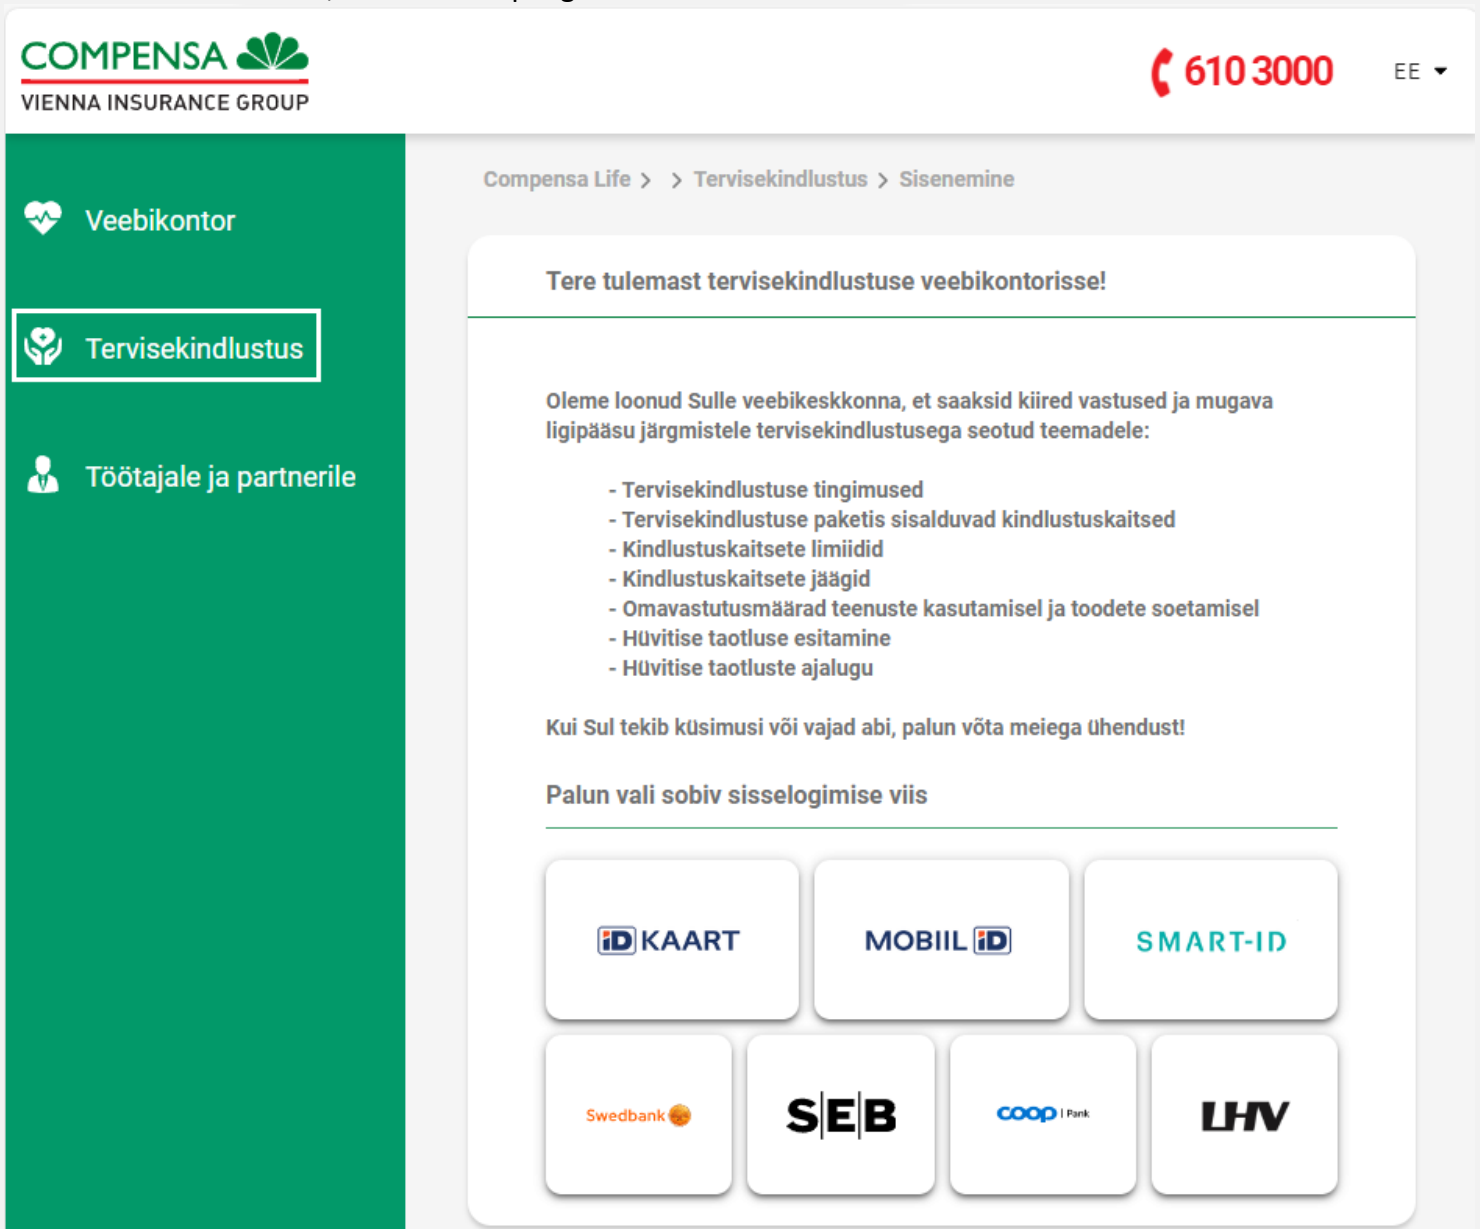 COMPENSA
VIENNA INSURANCE GROUP
610 3000
EE
Veebikontor
Tervisekindlustus
Töötajale ja partnerile
Compensa Life > > Tervisekindlustus > Sisenemine
Tere tulemast tervisekindlustuse veebikontorisse!
Oleme loonud Sulle veebikeskkonna, et saaksid kiired vastused ja mugava
ligipääsu järgmistele tervisekindlustusega seotud teemadele:
- Tervisekindlustuse tingimused
- Tervisekindlustuse paketis sisalduvad kindlustuskaitsed
- Kindlustuskaitsete limiidid
- Kindlustuskaitsete jäägid
- Omavastutusmäärad teenuste kasutamisel ja toodete soetamisel
- Hüvitise taotluse esitamine
- Hüvitise taotluste ajalugu
Kui Sul tekib küsimusi või vajad abi, palun võta meiega ühendust!
Palun vali sobiv sisselogimise viis
iD KAART
MOBIIL iD
SMART-ID
Swedbank
SEB
coop | Pank
LHV